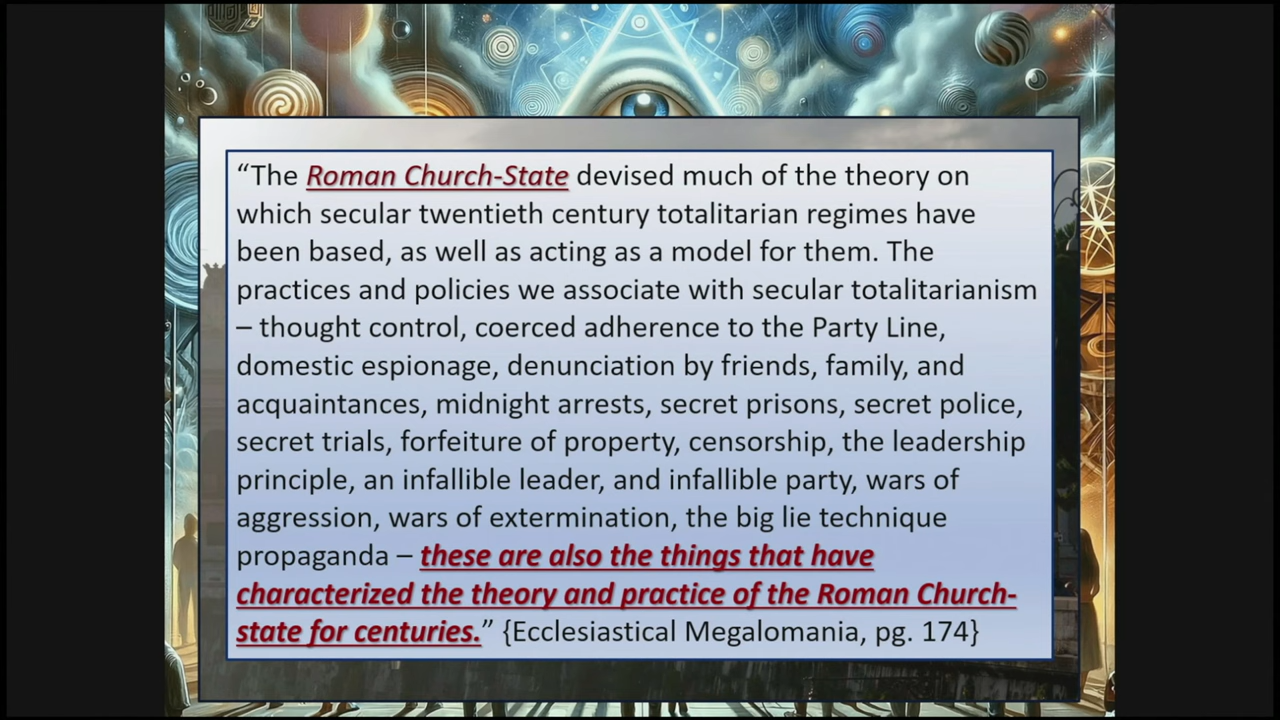 “The Roman Church-State devised much of the theory on
which secular twentieth century totalitarian regimes have
been based, as well as acting as a model for them. The
practices and policies we associate with secular totalitarianism
– thought control, coerced adherence to the Party Line,
domestic espionage, denunciation by friends, family, and
acquaintances, midnight arrests, secret prisons, secret police,
secret trials, forfeiture of property, censorship, the leadership
principle, an infallible leader, and infallible party, wars of
aggression, wars of extermination, the big lie technique
propaganda – these are also the things that have
characterized the theory and practice of the Roman Church-
state for centuries.” {Ecclesiastical Megalomania, pg. 174}